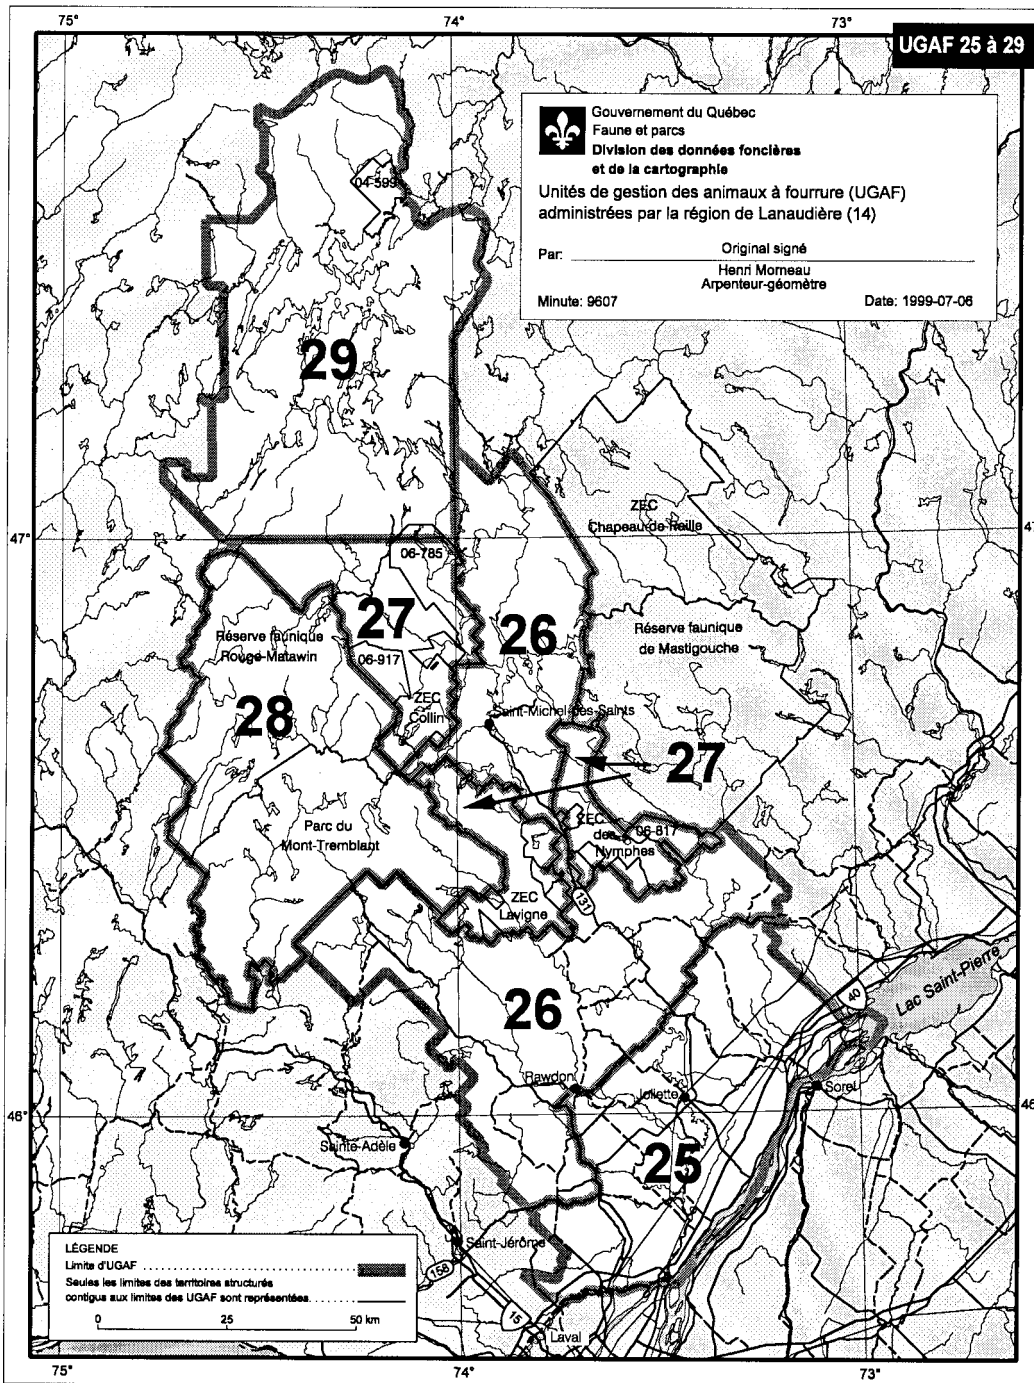 75°
74°
73°
UGAF 25 à 29
Gouvernement du Québec
Faune et parcs
Division des données foncières
et de la cartographie
Unités de gestion des animaux à fourrure (UGAF)
administrées par la région de Lanaudière (14)
Par:
Original signé
Henri Morneau
Arpenteur-géomètre
Minute: 9607
Date: 1999-07-06
04-599
29
ZEC
Chapeau-de-Paille
47°
47
06-785
27
26
Réserve faunique
Rouge-Matawin
Réserve faunique
de Mastigouche
06-917
ZEC
Collin
28
Saint-Michel-des-Saints
27
Parc du
Mont-Tremblant
ZEC
des
Nymphes
06-817
ZEC
Lavigne
131
26
40
Lac Saint-Pierre
Rawdon
Joliette
Sorel
46°
46
Sainte-Adèle
25
Saint-Jérôme
158
15
Laval
LÉGENDE
Limite d'UGAF
Seules les limites des territoires structurés
contigus aux limites des UGAF sont représentées.
0 25 50 km
75°
74°
73°